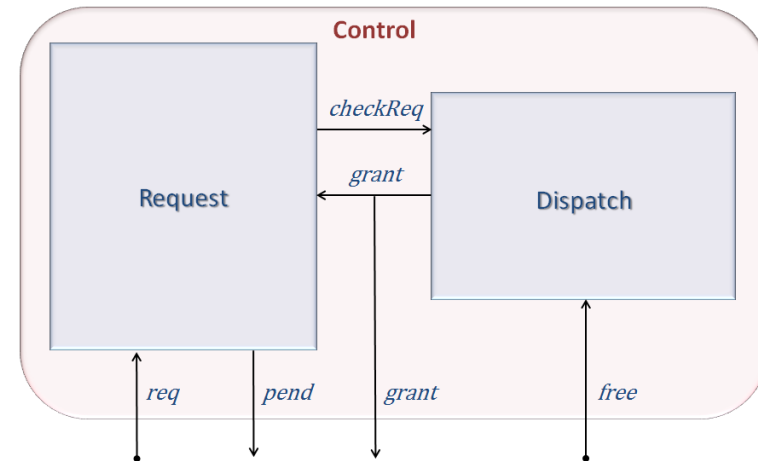 Control
checkReq
grant
Request
Dispatch
req
pend
grant
free